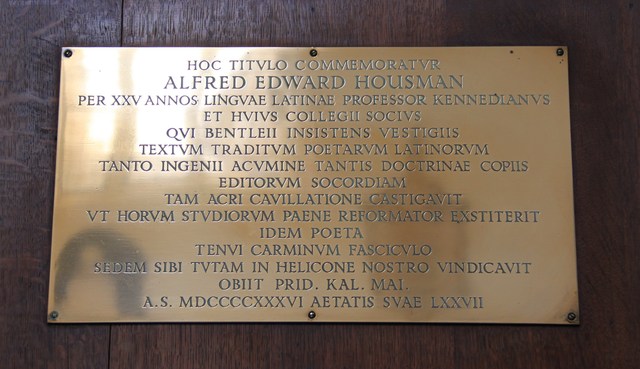 HOC TITVLO COMMEMORATVR
ALFRED EDWARD HOUSMAN
PER XXV ANNOS LINGVAE LATINAE PROFESSOR KENNEDIANVS
ET HVIVS COLLEGII SOCIVS
QVI BENTLEII INSISTENS VESTIGIIS
TEXTVM TRADITVM POETARVM LATINORVM
TANTO INGENII ACVMINE TANTIS DOCTRINAE COPIIS
EDITORVM SOCORDIAM
TAM ACRI CAVILLATIONE CASTIGAVIT
VT HORVM STVDIORVM PAENE REFORMATOR EXSTITERIT
IDEM POETA
TENVI CARMINVM FASCICVLO
SEDEM SIBI TVTAM IN HELICONE NOSTRO VINDICAVIT
OBIIT PRID. KAL. MAI.
A.S. MDCCCCXXXVI AETATIS SVAE LXXVII